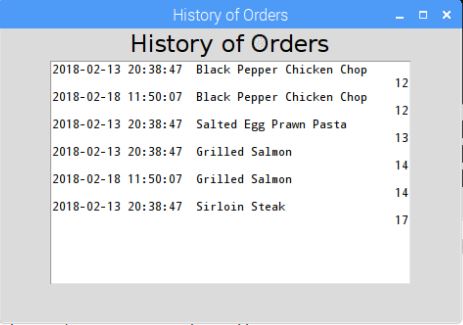 History of Orders
History of Orders
2018-02-13 20:38:47 Black Pepper Chicken Chop
12
2018-02-18 11:50:07 Black Pepper Chicken Chop
12
2018-02-13 20:38:47 Salted Egg Prawn Pasta
13
2018-02-13 20:38:47 Grilled Salmon
14
2018-02-18 11:50:07 Grilled Salmon
14
2018-02-13 20:38:47 Sirloin Steak
17